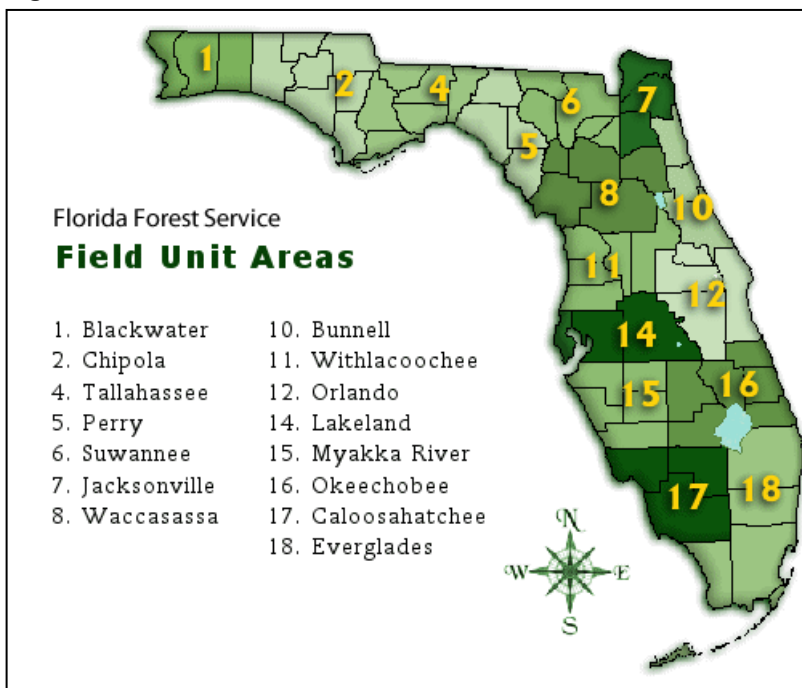 1
2
4
6
7
5
8
10
11
12
14
15
16
17
18
Florida Forest Service
Field Unit Areas
1. Blackwater
2. Chipola
4. Tallahassee
5. Perry
6. Suwannee
7. Jacksonville
8. Waccasassa
10. Bunnell
11. Withlacoochee
12. Orlando
14. Lakeland
15. Myakka River
16. Okeechobee
17. Caloosahatchee
18. Everglades
N
W E
S